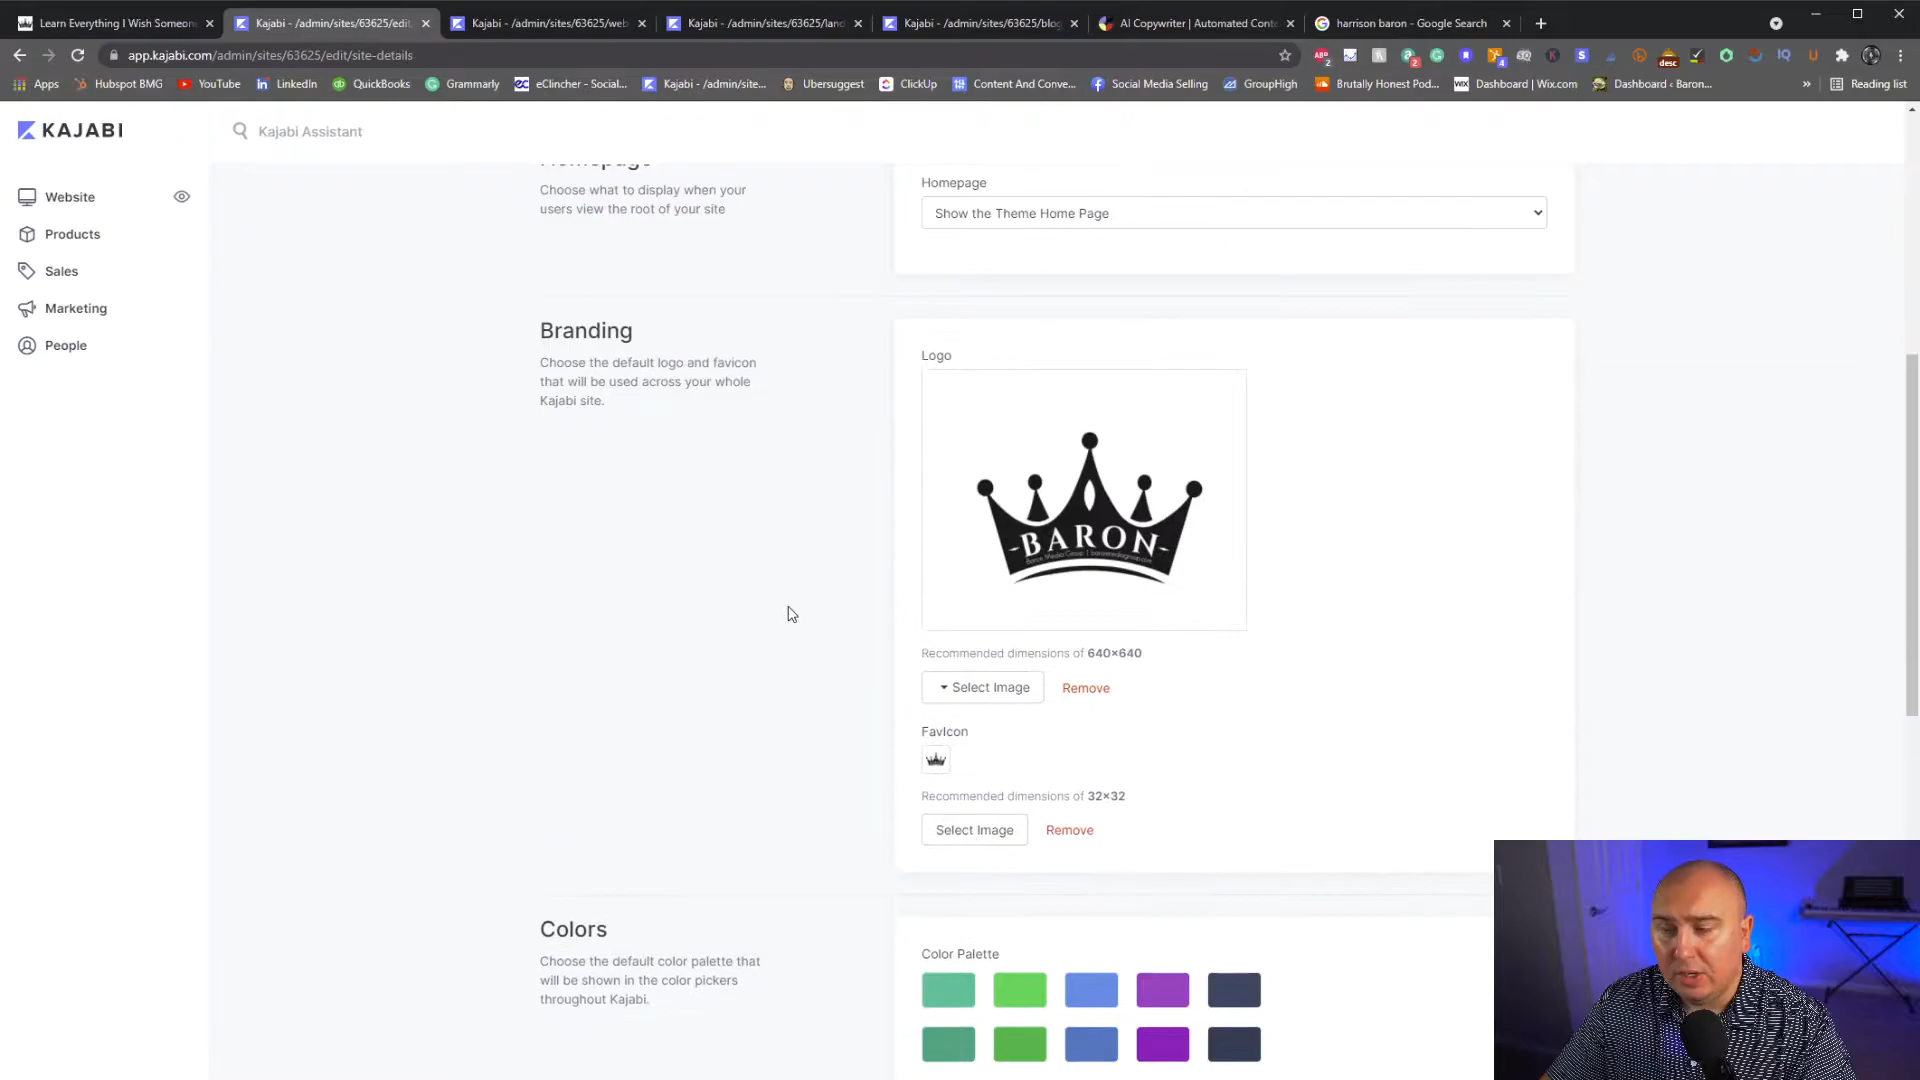 Learn Everything I Wish Someon
Kajabi - /admin/sites/63625/edit
Kajabi - /admin/sites/63625/web
Kajabi - /admin/sites/63625/land
Kajabi - /admin/sites/63625/blog
AI Copywriter | Automated Conte
harrison baron - Google Search
app.kajabi.com/admin/sites/63625/edit/site-details
Apps
Hubspot BMG
YouTube
LinkedIn
QuickBooks
Grammarly
eClincher - Social...
Kajabi - /admin/site...
Ubersuggest
ClickUp
Content And Conve...
Social Media Selling
GroupHigh
Brutally Honest Pod...
Dashboard | Wix.com
Dashboard ‹ Baron...
Reading list
KAJABI
Kajabi Assistant
Website
Products
Sales
Marketing
People
Homepage
Choose what to display when your
users view the root of your site
Homepage
Show the Theme Home Page
Branding
Choose the default logo and favicon
that will be used across your whole
Kajabi site.
Logo
-BARON-
Baron Media Group | baronmediagroup.com
Recommended dimensions of 640×640
Select Image
Remove
FavIcon
Recommended dimensions of 32×32
Select Image
Remove
Colors
Choose the default color palette that
will be shown in the color pickers
throughout Kajabi.
Color Palette